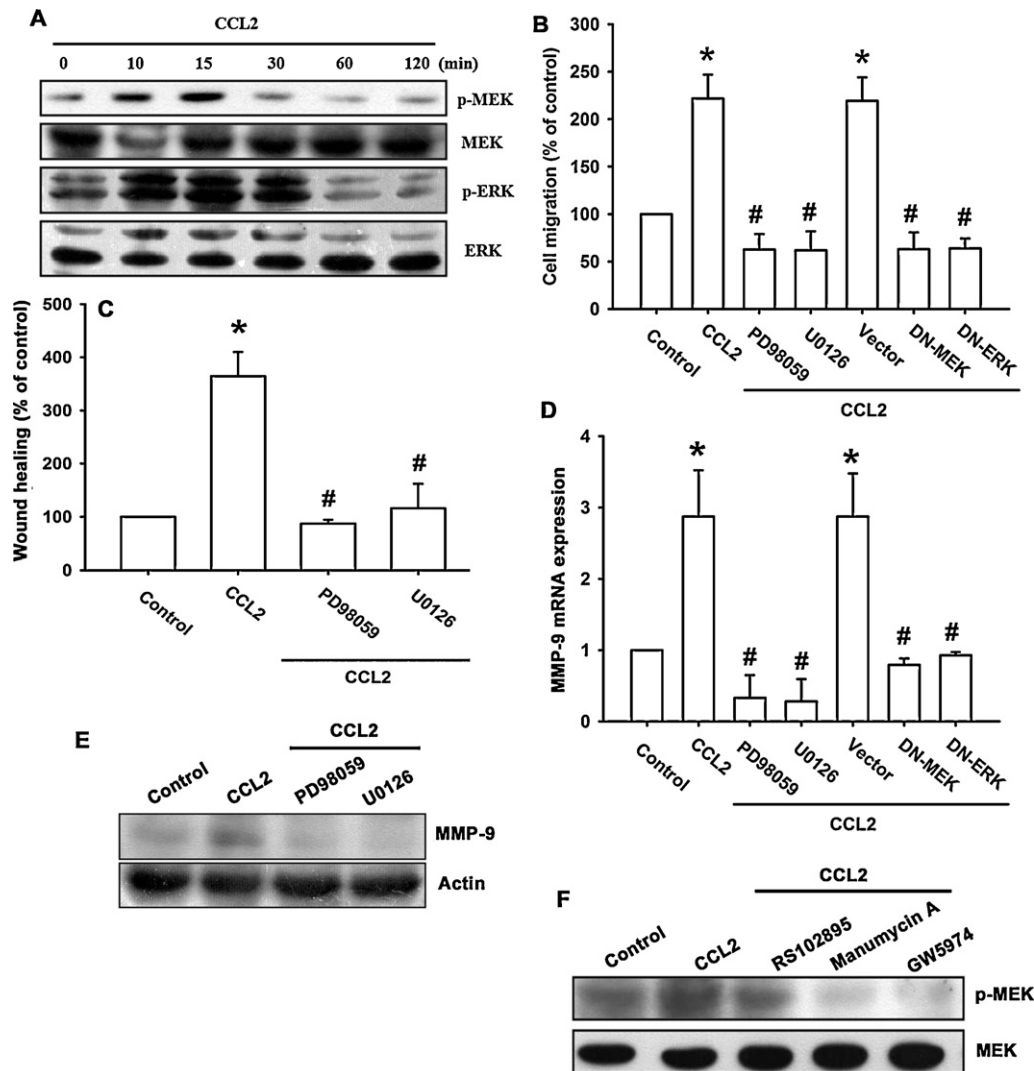 A
CCL2
0 10 15 30 60 120 (min)
p-MEK
MEK
p-ERK
ERK
B
Cell migration (% of control)
300
250
200
150
100
50
0
*
#
#
*
#
#
Control
CCL2
PD98059
U0126
Vector
DN-MEK
DN-ERK
CCL2
C
Wound healing (% of control)
500
400
300
200
100
0
*
#
#
Control
CCL2
PD98059
U0126
CCL2
D
MMP-9 mRNA expression
4
3
2
1
0
*
#
#
*
#
#
Control
CCL2
PD98059
U0126
Vector
DN-MEK
DN-ERK
CCL2
E
CCL2
Control CCL2 PD98059 U0126
MMP-9
Actin
F
CCL2
Control CCL2 RS102895 Manumycin A GW5974
p-MEK
MEK